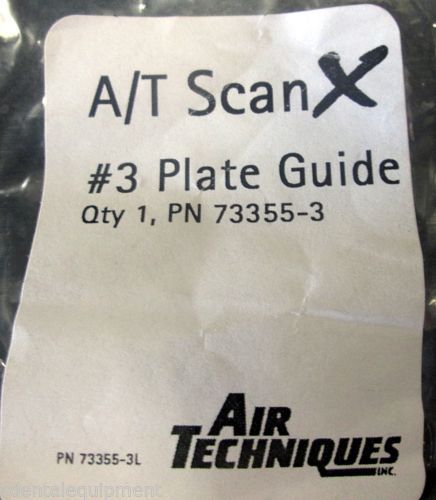 A/T ScanX
#3 Plate Guide
Qty 1, PN 73355-3
AIR
TECHNIQUES
INC.
PN 73355-3L
dentalequipment